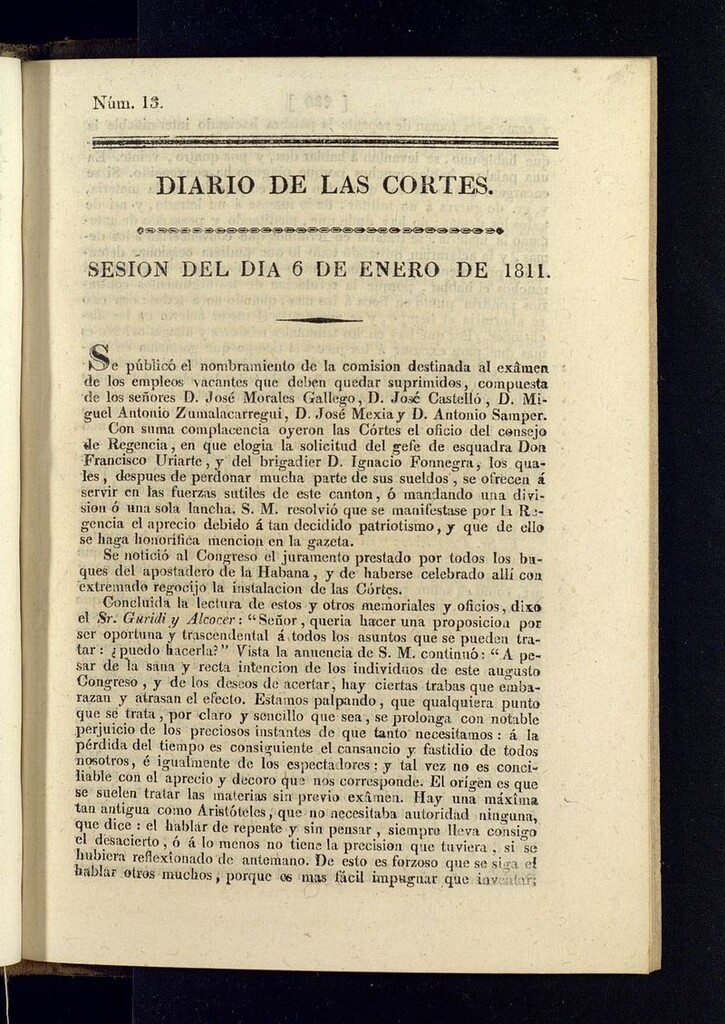 Núm. 13.
DIARIO DE LAS CORTES.
SESION DEL DIA 6 DE ENERO DE 1811.
Se públicó el nombramiento de la comision destinada al exâmen
de los empleos vacantes que deben quedar suprimidos, compuesta
de los señores D. José Morales Gallego, D. José Castelló, D. Mi-
guel Antonio Zumalacarregui, D. José Mexia y D. Antonio Samper.
Con suma complacencia oyeron las Córtes el oficio del consejo
de Regencia, en que elogia la solicitud del gefe de esquadra Don
Francisco Uriarte, y del brigadier D. Ignacio Fonnegra, los qua-
les, despues de perdonar mucha parte de sus sueldos, se ofrecen á
servir en las fuerzas sutiles de este canton, ó mandando una divi-
sion ó una sola lancha. S. M. resolvió que se manifestase por la Re-
gencia el aprecio debido á tan decidido patriotismo, y que de ello
se haga honorífica mencion en la gazeta.
Se notició al Congreso el juramento prestado por todos los bu-
ques del apostadero de la Habana, y de haberse celebrado allí con
extremado regocijo la instalacion de las Córtes.
Concluida la lectura de estos y otros memoriales y oficios, dixo
el Sr. Guridi y Alcocer: "Señor, queria hacer una proposicion por
ser oportuna y trascendental á todos los asuntos que se pueden tra-
tar: ¿puedo hacerla?" Vista la anuencia de S. M. continuó: "A pe-
sar de la sana y recta intencion de los individuos de este augusto
Congreso, y de los deseos de acertar, hay ciertas trabas que emba-
razan y atrasan el efecto. Estamos palpando, que qualquiera punto
que se trata, por claro y sencillo que sea, se prolonga con notable
perjuicio de los preciosos instantes de que tanto necesitamos: á la
pérdida del tiempo es consiguiente el cansancio y fastidio de todos
nosotros, é igualmente de los espectadores; y tal vez no es conci-
liable con el aprecio y decoro que nos corresponde. El orígen es que
se suelen tratar las materias sin previo exâmen. Hay una máxîma
tan antigua como Aristóteles, que no necesitaba autoridad ninguna,
que dice: el hablar de repente y sin pensar, siempre lleva consigo
el desacierto, ó á lo menos no tiene la precision que tuviera, si se
hubiera reflexionado de antemano. De esto es forzoso que se siga el
hablar otros muchos, porque es mas fácil impugnar que inventar;